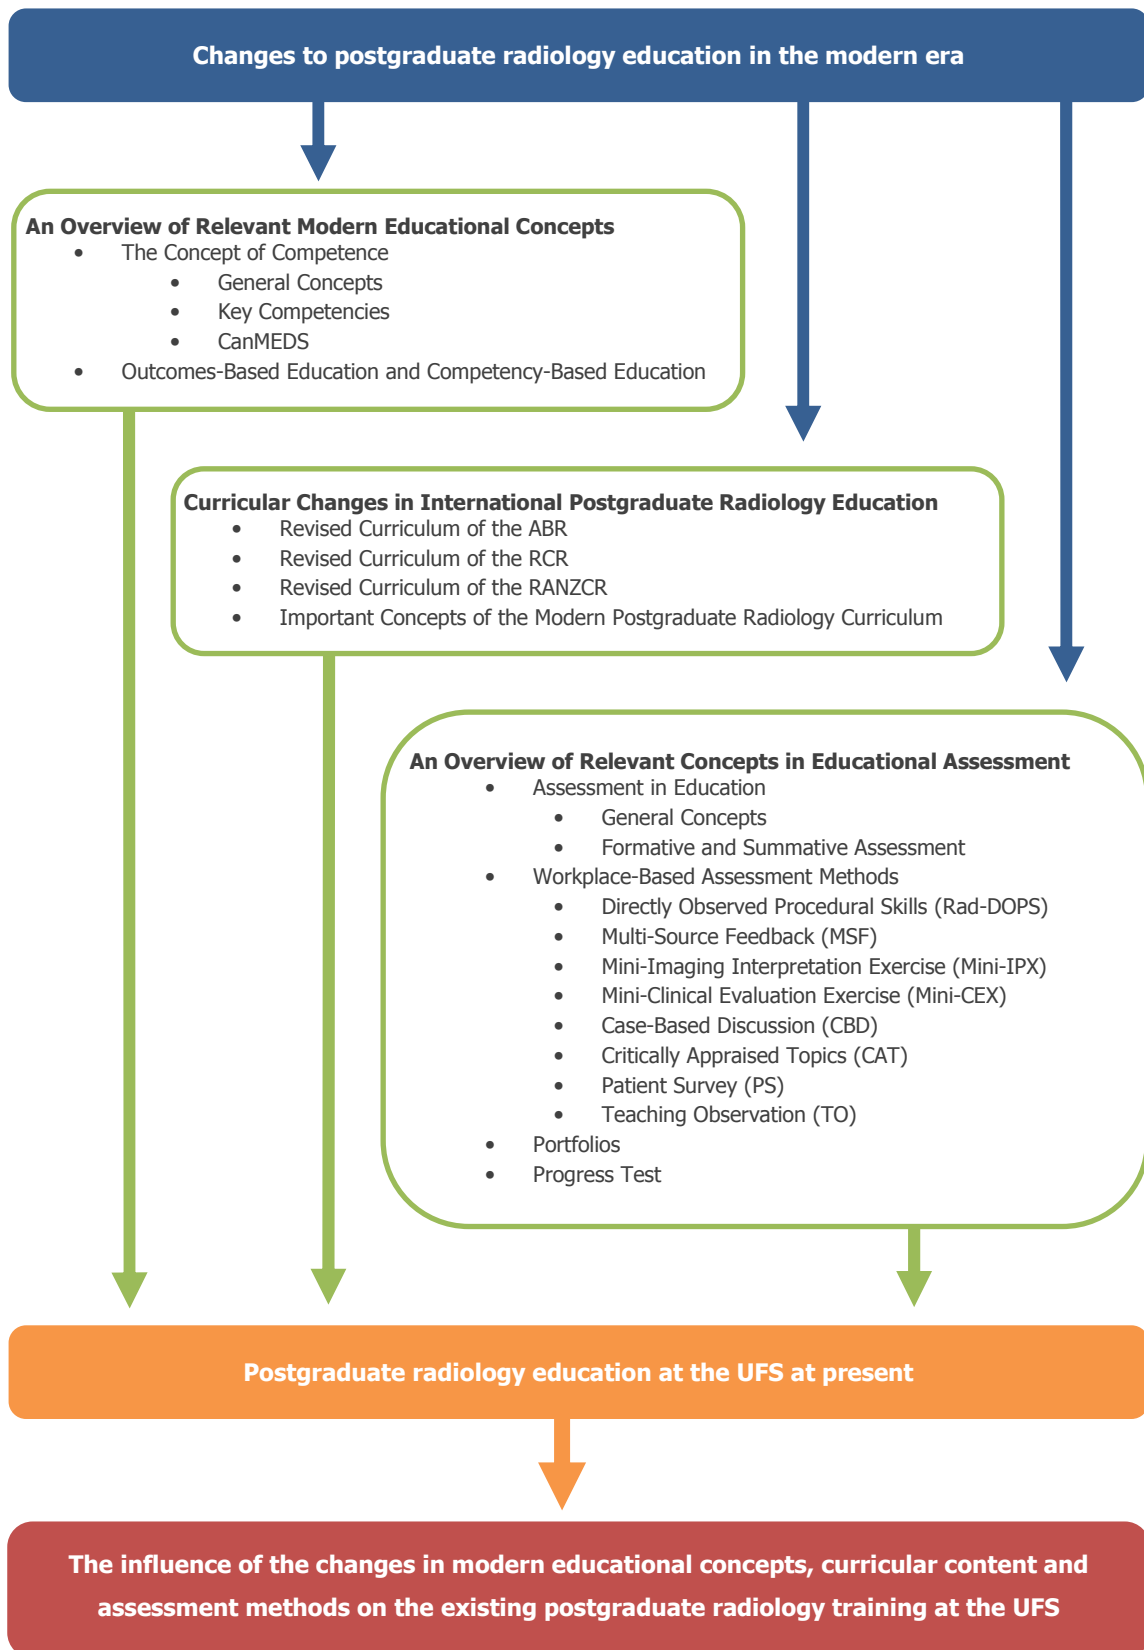 Changes to postgraduate radiology education in the modern era
An Overview of Relevant Modern Educational Concepts
• The Concept of Competence
• General Concepts
• Key Competencies
• CanMEDS
• Outcomes-Based Education and Competency-Based Education
Curricular Changes in International Postgraduate Radiology Education
• Revised Curriculum of the ABR
• Revised Curriculum of the RCR
• Revised Curriculum of the RANZCR
• Important Concepts of the Modern Postgraduate Radiology Curriculum
An Overview of Relevant Concepts in Educational Assessment
• Assessment in Education
• General Concepts
• Formative and Summative Assessment
• Workplace-Based Assessment Methods
• Directly Observed Procedural Skills (Rad-DOPS)
• Multi-Source Feedback (MSF)
• Mini-Imaging Interpretation Exercise (Mini-IPX)
• Mini-Clinical Evaluation Exercise (Mini-CEX)
• Case-Based Discussion (CBD)
• Critically Appraised Topics (CAT)
• Patient Survey (PS)
• Teaching Observation (TO)
• Portfolios
• Progress Test
Postgraduate radiology education at the UFS at present
The influence of the changes in modern educational concepts, curricular content and
assessment methods on the existing postgraduate radiology training at the UFS